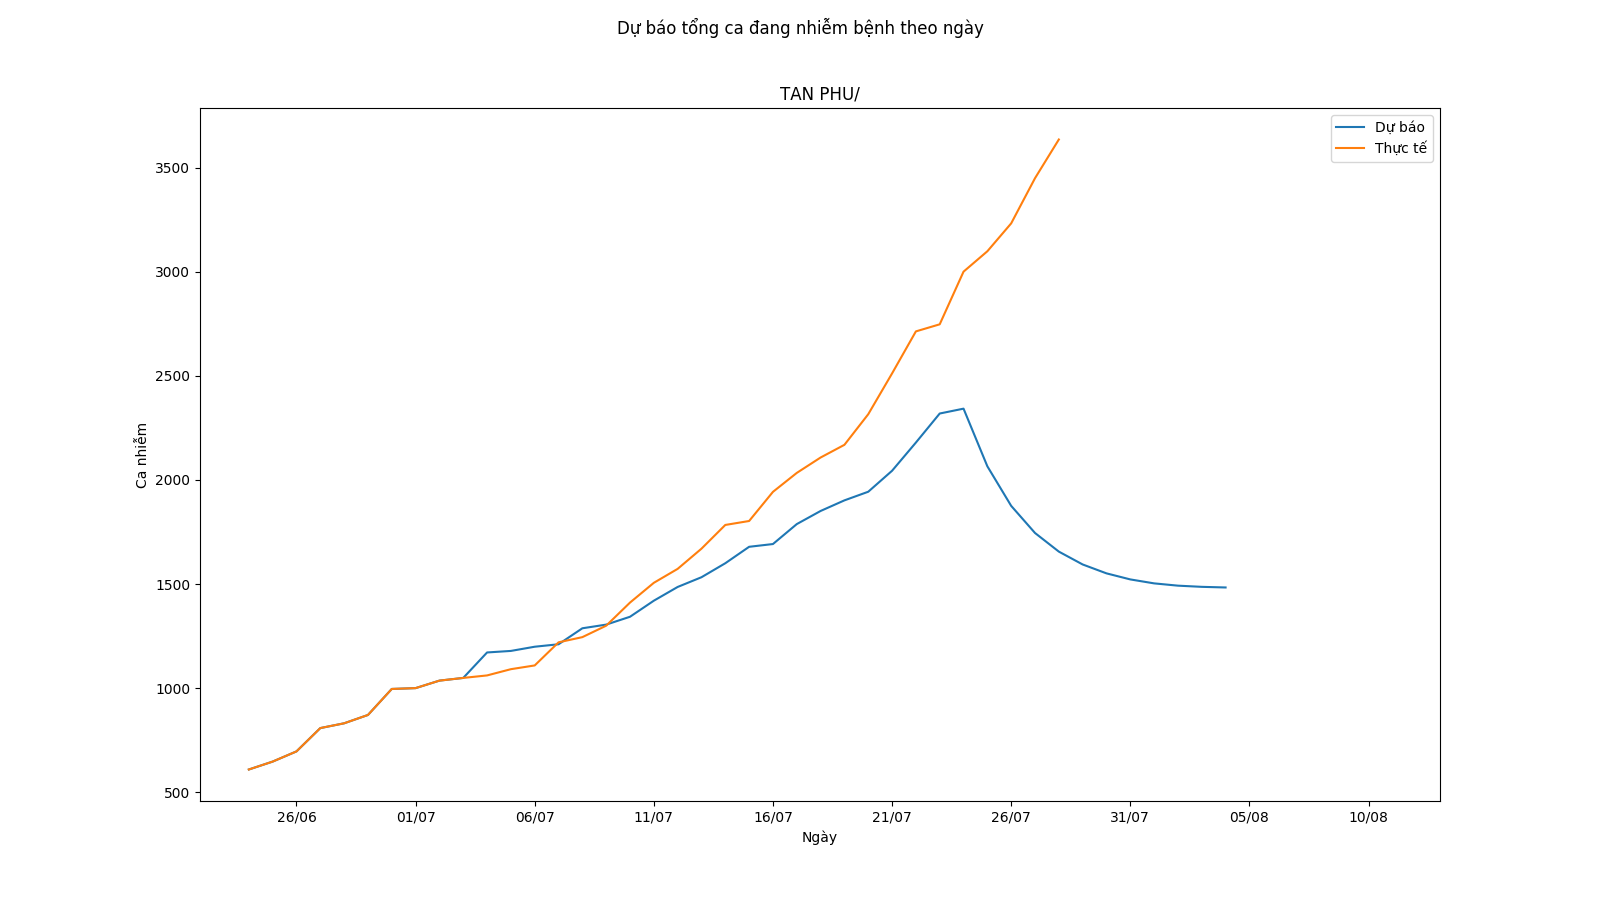 Dự báo tổng ca đang nhiễm bệnh theo ngày
TAN PHU/
Dự báo
Thực tế
3500
3000
2500
2000
1500
1000
500
Ca nhiễm
26/06 01/07 06/07 11/07 16/07 21/07 26/07 31/07 05/08 10/08
Ngày